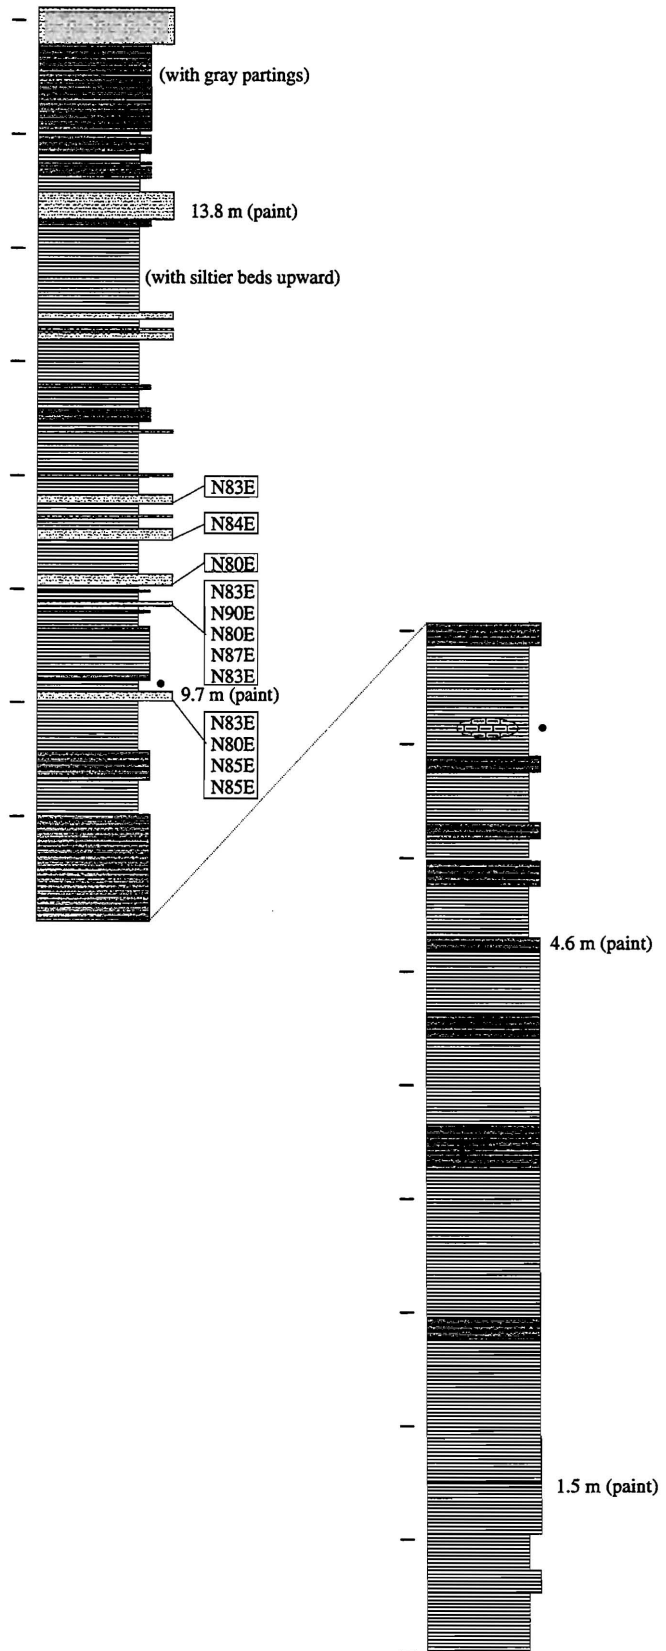 (with gray partings)
13.8 m (paint)
(with siltier beds upward)
N83E
N84E
N80E
N83E
N90E
N80E
N87E
N83E
9.7 m (paint)
N83E
N80E
N85E
N85E
4.6 m (paint)
1.5 m (paint)